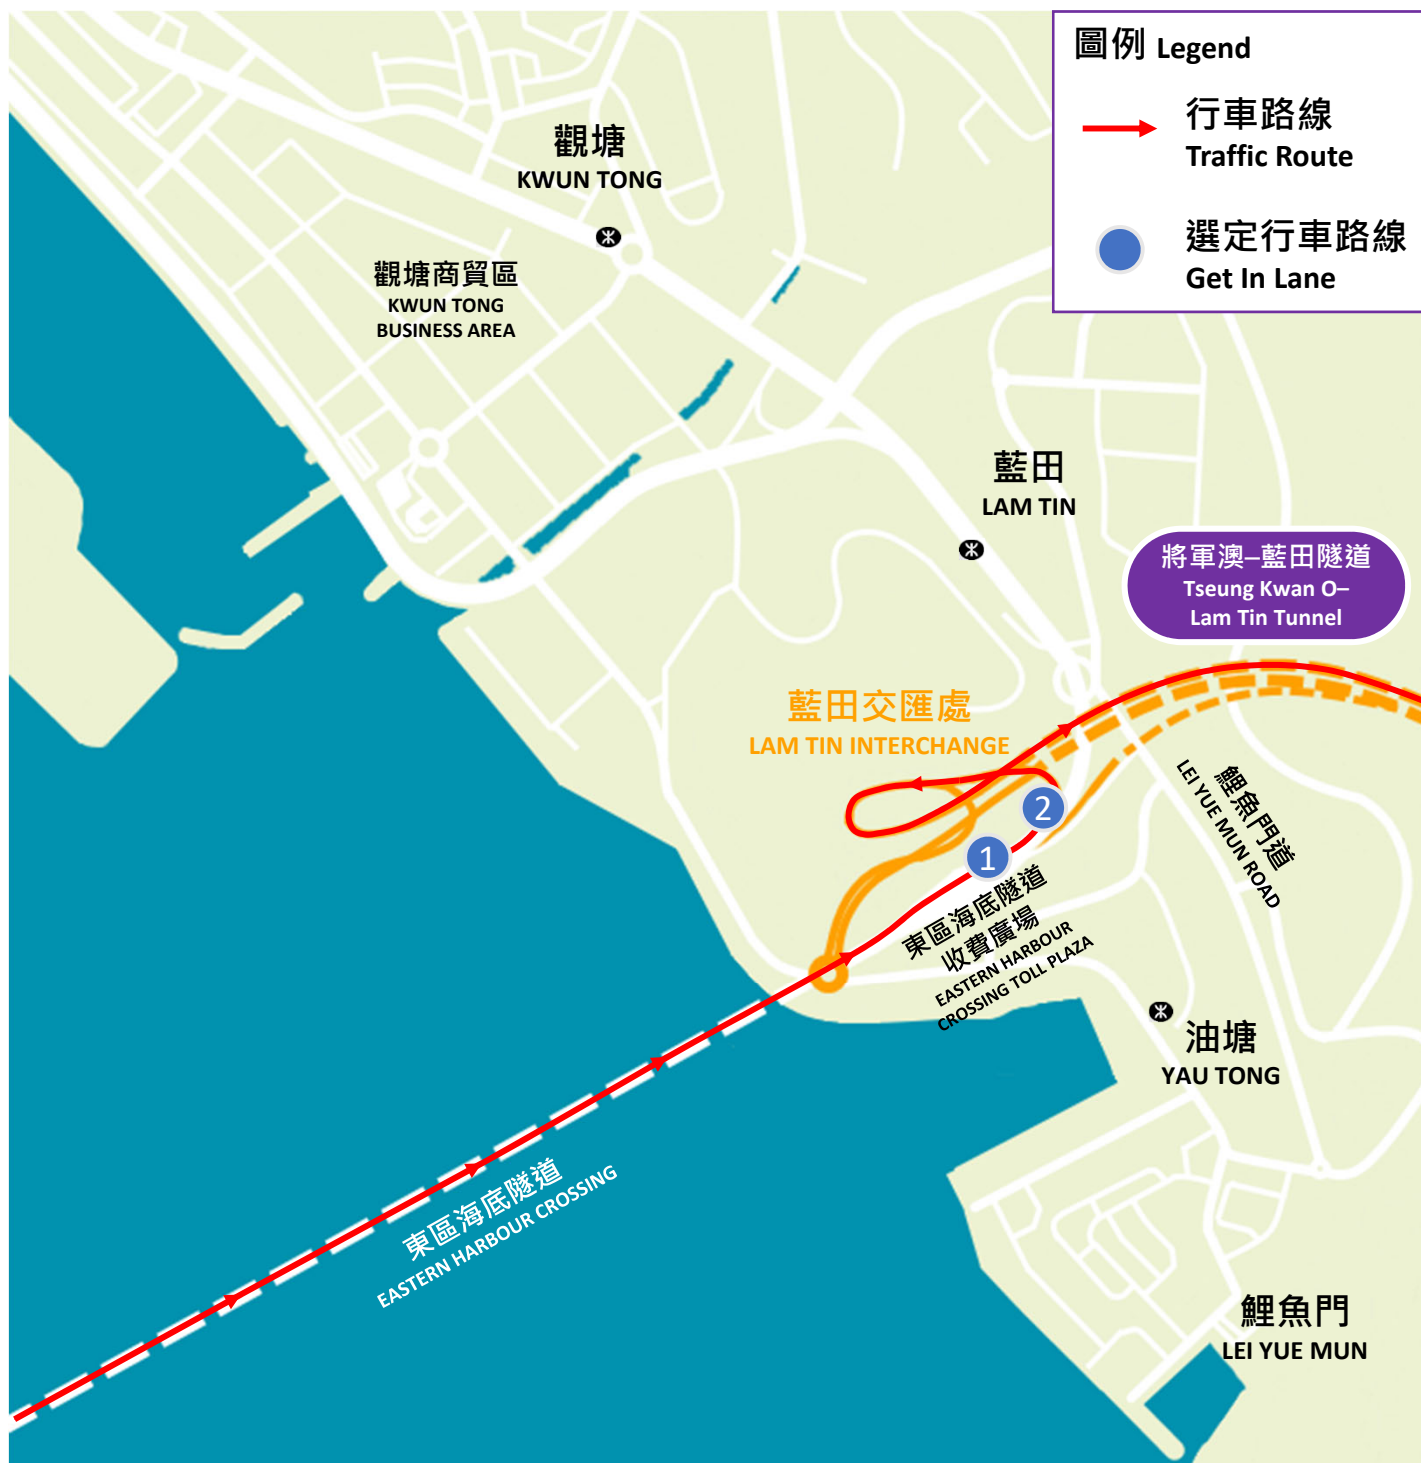 圖例 Legend
行車路線
Traffic Route
選定行車路線
Get In Lane
觀塘
KWUN TONG
觀塘商貿區
KWUN TONG
BUSINESS AREA
藍田
LAM TIN
將軍澳–藍田隧道
Tseung Kwan O–
Lam Tin Tunnel
藍田交匯處
LAM TIN INTERCHANGE
鯉魚門道
LEI YUE MUN ROAD
2
1
東區海底隧道
收費廣場
EASTERN HARBOUR
CROSSING TOLL PLAZA
油塘
YAU TONG
東區海底隧道
EASTERN HARBOUR CROSSING
鯉魚門
LEI YUE MUN